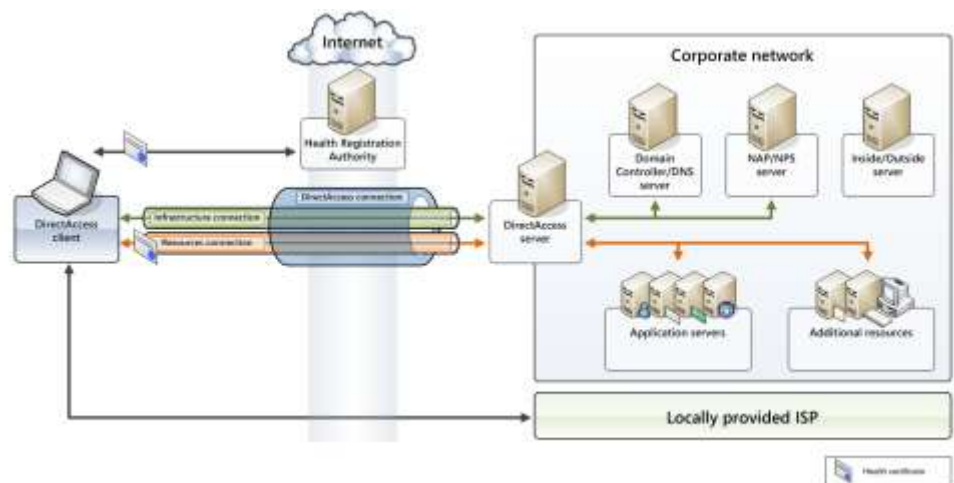 Internet
Corporate network
Health Registration
Authority
Domain
Controller/DNS
server
NAP/NPS
server
Inside/Outside
server
DirectAccess connection
Infrastructure connection
DirectAccess
client
DirectAccess
server
Resources connection
Application servers
Additional resources
Locally provided ISP
Health certificate